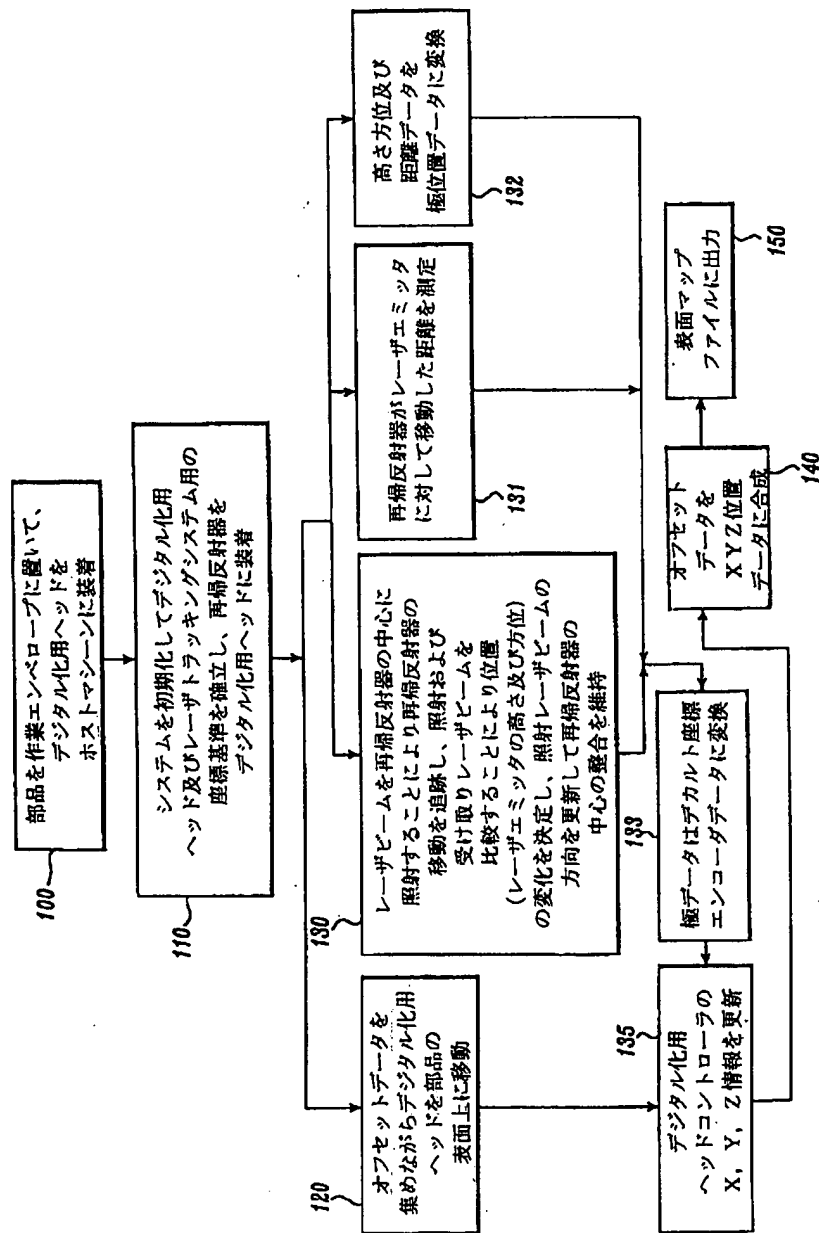 部品を作業エンベロープに置いて、
デジタル化用ヘッドを
ホストマシーンに装着
100
システムを初期化してデジタル化用
ヘッド及びレーザトラッキングシステム用の
座標基準を確立し、再帰反射器を
デジタル化用ヘッドに装着
110
オフセットデータを
集めながらデジタル化用
ヘッドを部品の
表面上に移動
120
レーザビームを再帰反射器の中心に
照射することにより再帰反射器の
移動を追跡し、照射および
受け取りレーザビームを
比較することにより位置
(レーザエミッタの高さ及び方位)
の変化を決定し、照射レーザビームの
方向を更新して再帰反射器の
中心の整合を維持
130
再帰反射器がレーザエミッタ
に対して移動した距離を測定
131
高さ方位及び
距離データを
極位置データに変換
132
極データはデカルト座標
エンコーダデータに変換
133
デジタル化用
ヘッドコントローラの
X,Y,Z情報を更新
135
オフセット
データを
XYZ位置
データに合成
140
表面マップ
ファイルに出力
150